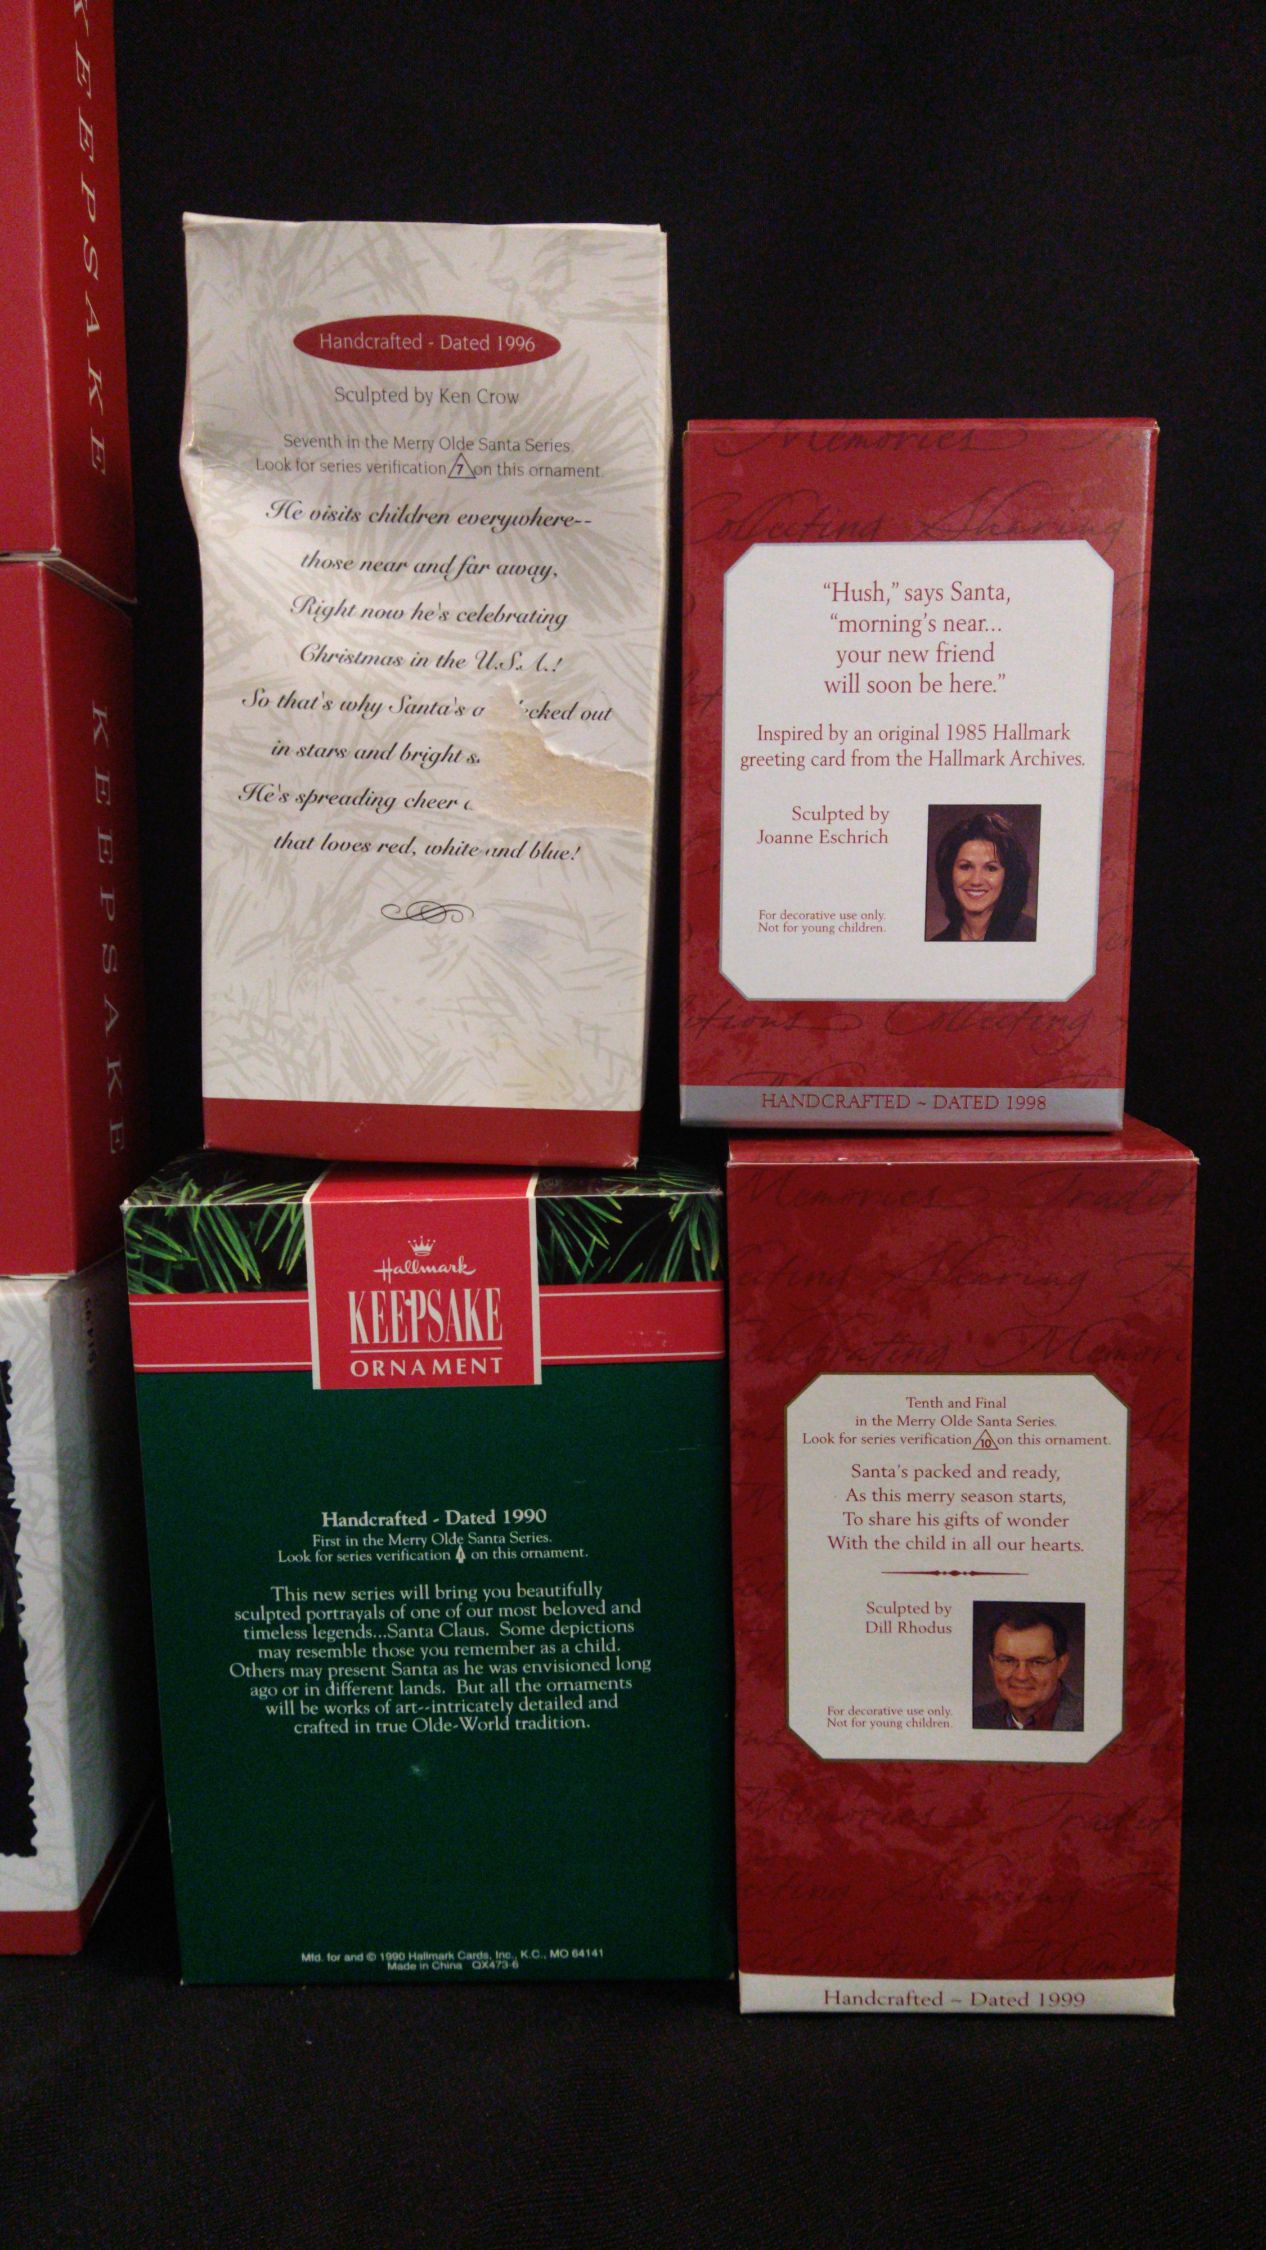 KEEPSAKE
KEEPSAKE
Handcrafted - Dated 1996
Sculpted by Ken Crow
Seventh in the Merry Olde Santa Series.
Look for series verification 7 on this ornament.
He visits children everywhere--
those near and far away,
Right now he's celebrating
Christmas in the U.S.A.!
So that's why Santa's out
in stars and bright
He's spreading cheer
that loves red, white and blue!
Memories
Collecting Sharing
"Hush," says Santa,
"morning's near...
your new friend
will soon be here."
Inspired by an original 1985 Hallmark
greeting card from the Hallmark Archives.
Sculpted by
Joanne Eschrich
For decorative use only.
Not for young children.
Collecting
HANDCRAFTED ~ DATED 1998
Hallmark
KEEPSAKE
ORNAMENT
Handcrafted - Dated 1990
First in the Merry Olde Santa Series.
Look for series verification on this ornament.
This new series will bring you beautifully
sculpted portrayals of one of our most beloved and
timeless legends...Santa Claus. Some depictions
may resemble those you remember as a child.
Others may present Santa as he was envisioned long
ago or in different lands. But all the ornaments
will be works of art--intricately detailed and
crafted in true Olde-World tradition.
Mfd. for and © 1990 Hallmark Cards, Inc., K.C., MO 64141
Made in China QX473-6
Memories
Sharing
Tenth and Final
in the Merry Olde Santa Series.
Look for series verification 10 on this ornament.
Santa's packed and ready,
As this merry season starts,
To share his gifts of wonder
With the child in all our hearts.
Sculpted by
Dill Rhodus
For decorative use only.
Not for young children.
Memories
Sharing
Handcrafted ~ Dated 1999